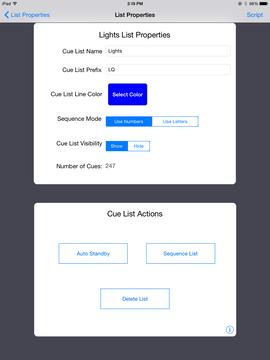 iPad 3:19 PM 98%
List Properties List Properties Script
Lights List Properties
Cue List Name Lights
Cue List Prefix LQ
Cue List Line Color Select Color
Sequence Mode Use Numbers Use Letters
Cue List Visibility Show Hide
Number of Cues: 247
Cue List Actions
Auto Standby Sequence List
Delete List